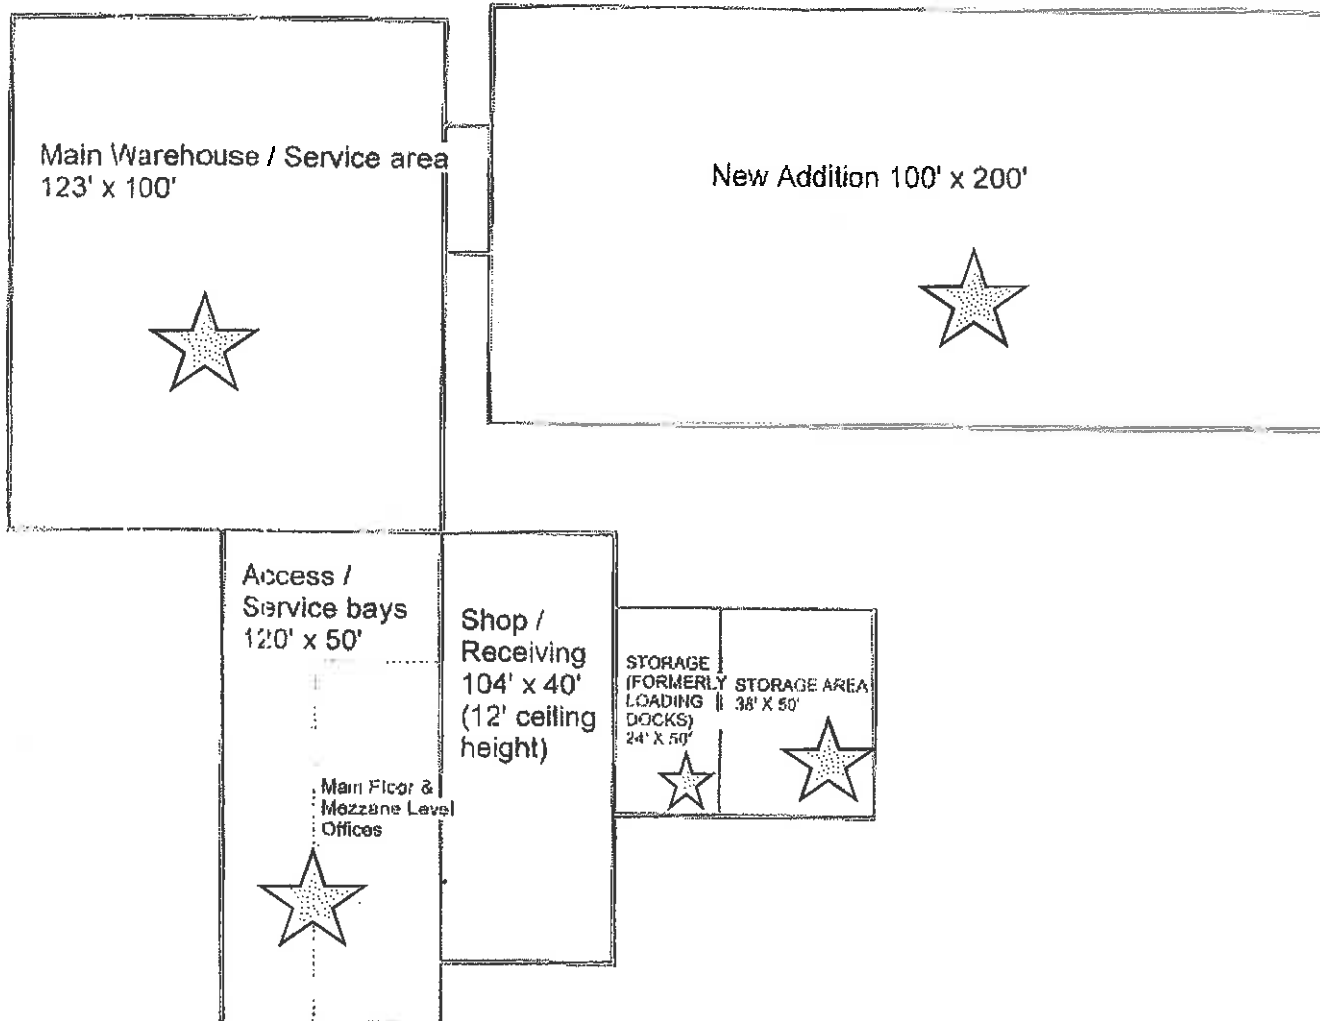 Main Warehouse / Service area
123' x 100'
New Addition 100' x 200'
Access /
Service bays
120' x 50'
Shop /
Receiving
104' x 40'
(12' ceiling
height)
STORAGE
(FORMERLY
LOADING
DOCKS)
24' X 50'
STORAGE AREA
38' X 50'
Main Floor &
Mezzane Level
Offices